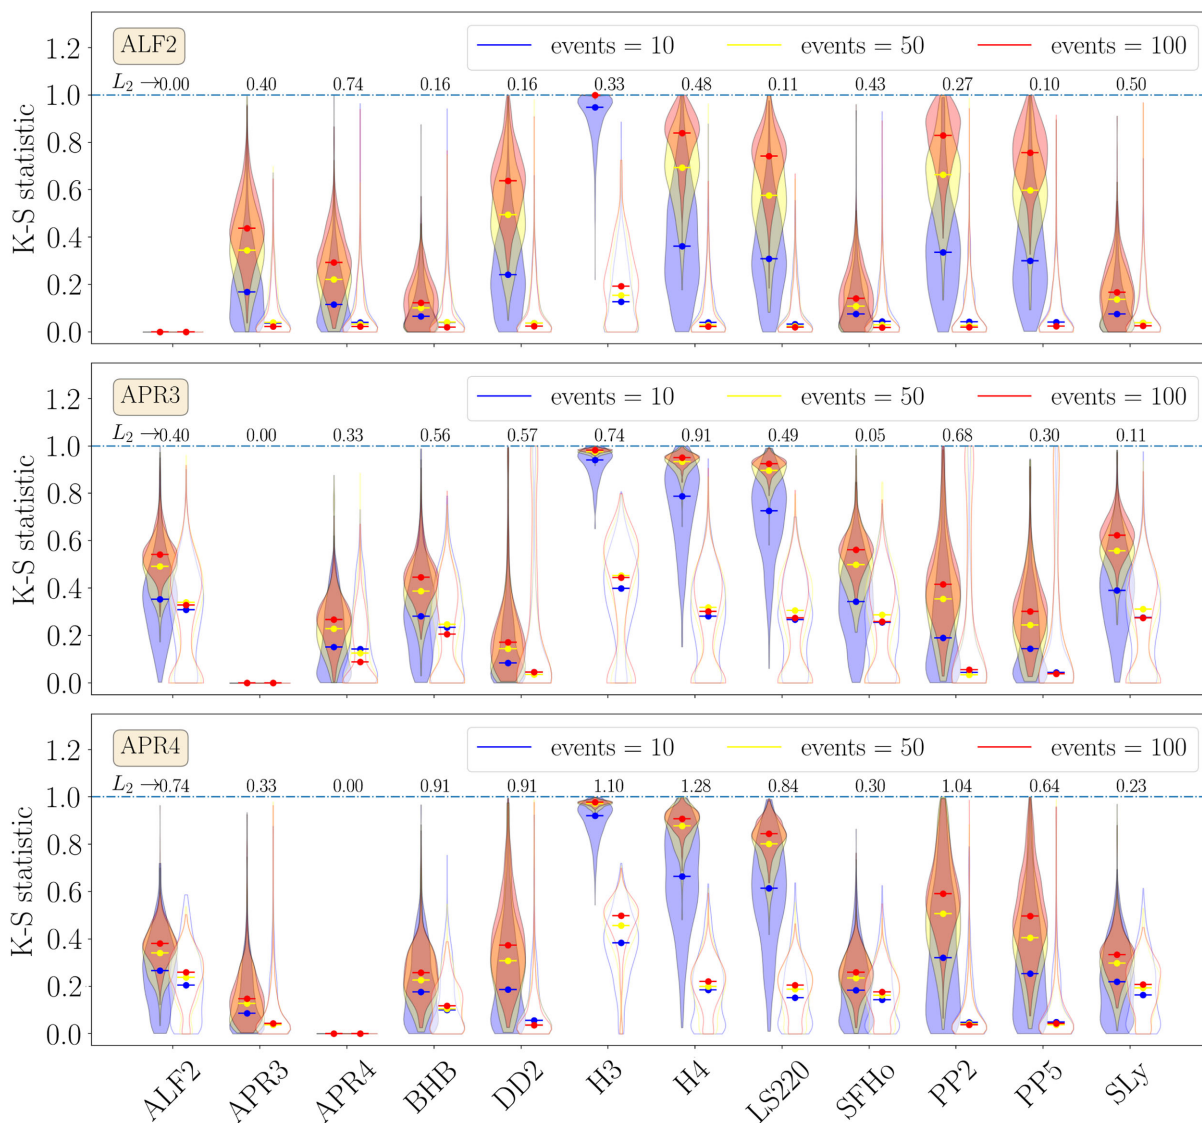 ALF2
events = 10 events = 50 events = 100
1.2
L₂ → 0.00 0.40 0.74 0.16 0.16 0.33 0.48 0.11 0.43 0.27 0.10 0.50
1.0
0.8
0.6
0.4
0.2
0.0
K-S statistic
APR3
events = 10 events = 50 events = 100
1.2
L₂ → 0.40 0.00 0.33 0.56 0.57 0.74 0.91 0.49 0.05 0.68 0.30 0.11
1.0
0.8
0.6
0.4
0.2
0.0
K-S statistic
APR4
events = 10 events = 50 events = 100
1.2
L₂ → 0.74 0.33 0.00 0.91 0.91 1.10 1.28 0.84 0.30 1.04 0.64 0.23
1.0
0.8
0.6
0.4
0.2
0.0
K-S statistic
ALF2 APR3 APR4 BHB DD2 H3 H4 LS220 SFHo PP2 PP5 SLy